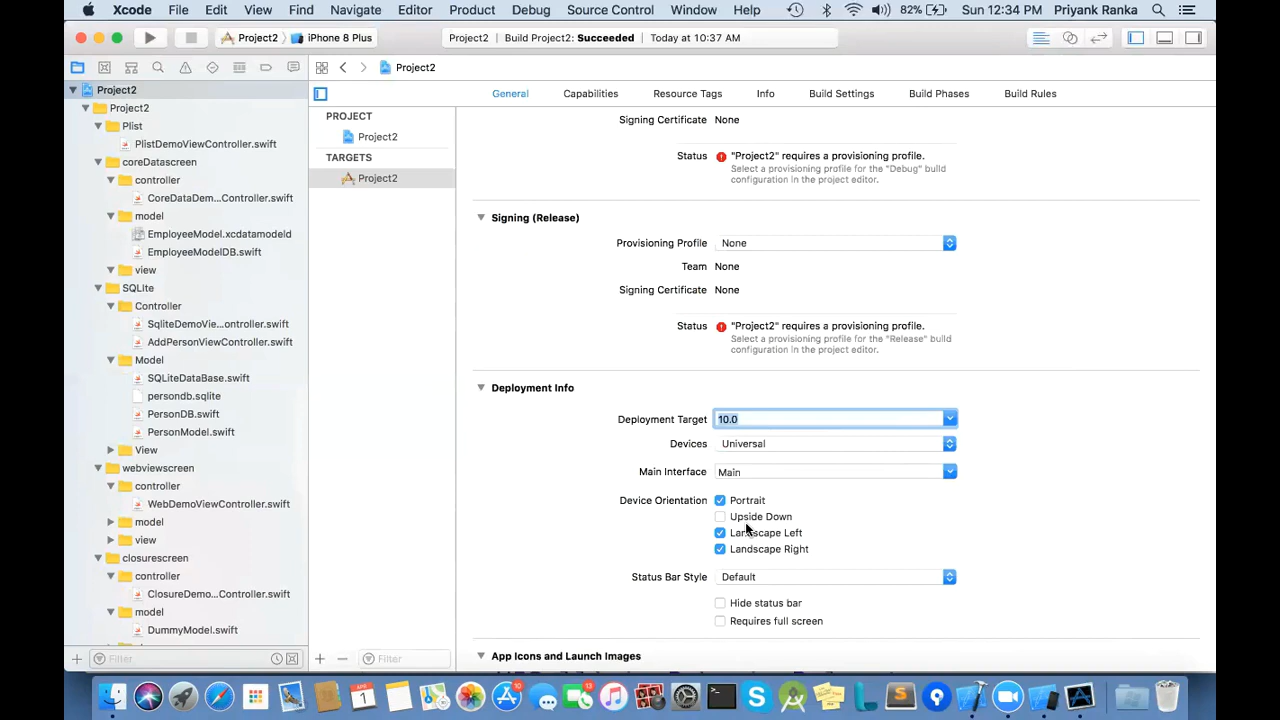 Xcode File Edit View Find Navigate Editor Product Debug Source Control Window Help 82% Sun 12:34 PM Priyank Ranka
Project2 iPhone 8 Plus Project2 Build Project2: Succeeded Today at 10:37 AM
Project2
Project2
Project2
Plist
PlistDemoViewController.swift
coreDatascreen
controller
CoreDataDem...Controller.swift
model
EmployeeModel.xcdatamodeld
EmployeeModelDB.swift
view
SQLite
Controller
SqliteDemoVie...ontroller.swift
AddPersonViewController.swift
Model
SQLiteDataBase.swift
persondb.sqlite
PersonDB.swift
PersonModel.swift
View
webviewscreen
controller
WebDemoViewController.swift
model
view
closurescreen
controller
ClosureDemo...Controller.swift
model
DummyModel.swift
Filter
General Capabilities Resource Tags Info Build Settings Build Phases Build Rules
PROJECT
Project2
TARGETS
Project2
Filter
Signing Certificate None
Status "Project2" requires a provisioning profile.
Select a provisioning profile for the "Debug" build
configuration in the project editor.
Signing (Release)
Provisioning Profile None
Team None
Signing Certificate None
Status "Project2" requires a provisioning profile.
Select a provisioning profile for the "Release" build
configuration in the project editor.
Deployment Info
Deployment Target 10.0
Devices Universal
Main Interface Main
Device Orientation Portrait
Upside Down
Landscape Left
Landscape Right
Status Bar Style Default
Hide status bar
Requires full screen
App Icons and Launch Images